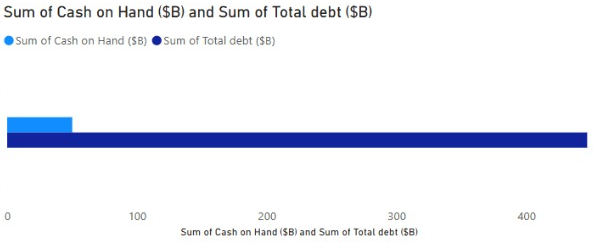 Sum of Cash on Hand ($B) and Sum of Total debt ($B)
Sum of Cash on Hand ($B) Sum of Total debt ($B)
0 100 200 300 400
Sum of Cash on Hand ($B) and Sum of Total debt ($B)